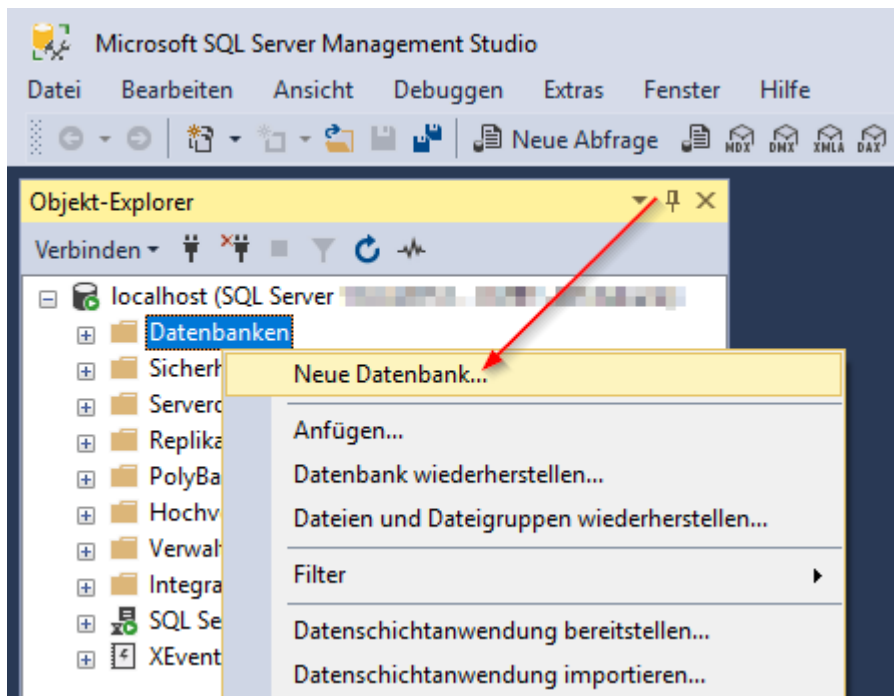 Microsoft SQL Server Management Studio
Datei Bearbeiten Ansicht Debuggen Extras Fenster Hilfe
Neue Abfrage MDX DMX XMLA DAX
Objekt-Explorer
Verbinden
localhost (SQL Server
Datenbanken
Neue Datenbank...
Anfügen...
Datenbank wiederherstellen...
Dateien und Dateigruppen wiederherstellen...
Filter
Datenschichtanwendung bereitstellen...
Datenschichtanwendung importieren...
Sicherh
Servero
Replika
PolyBa
Hochv
Verwal
Integra
SQL Se
XEvent